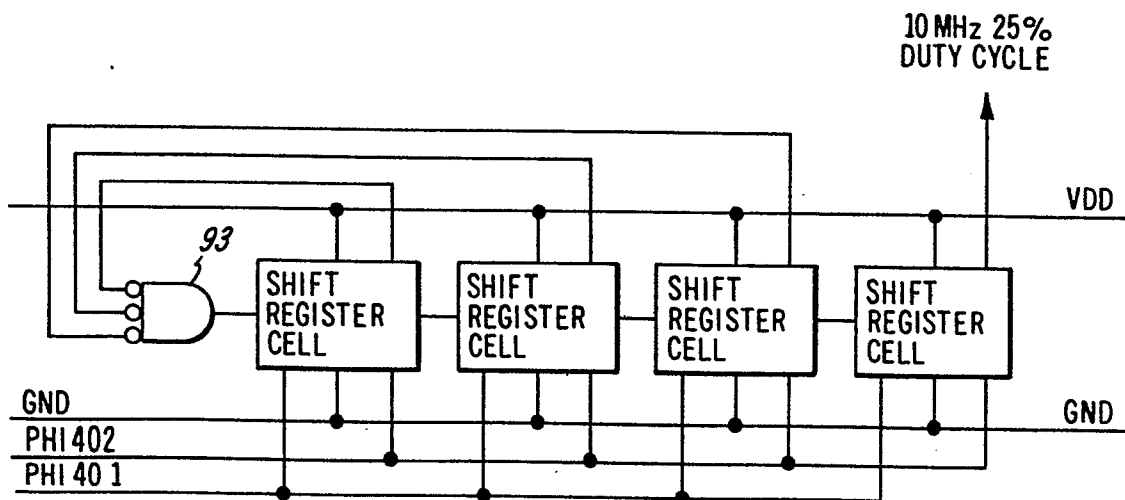 10 MHz 25%
DUTY CYCLE
VDD
93
SHIFT
REGISTER
CELL
SHIFT
REGISTER
CELL
SHIFT
REGISTER
CELL
SHIFT
REGISTER
CELL
GND
GND
PHI 402
PHI 40 1